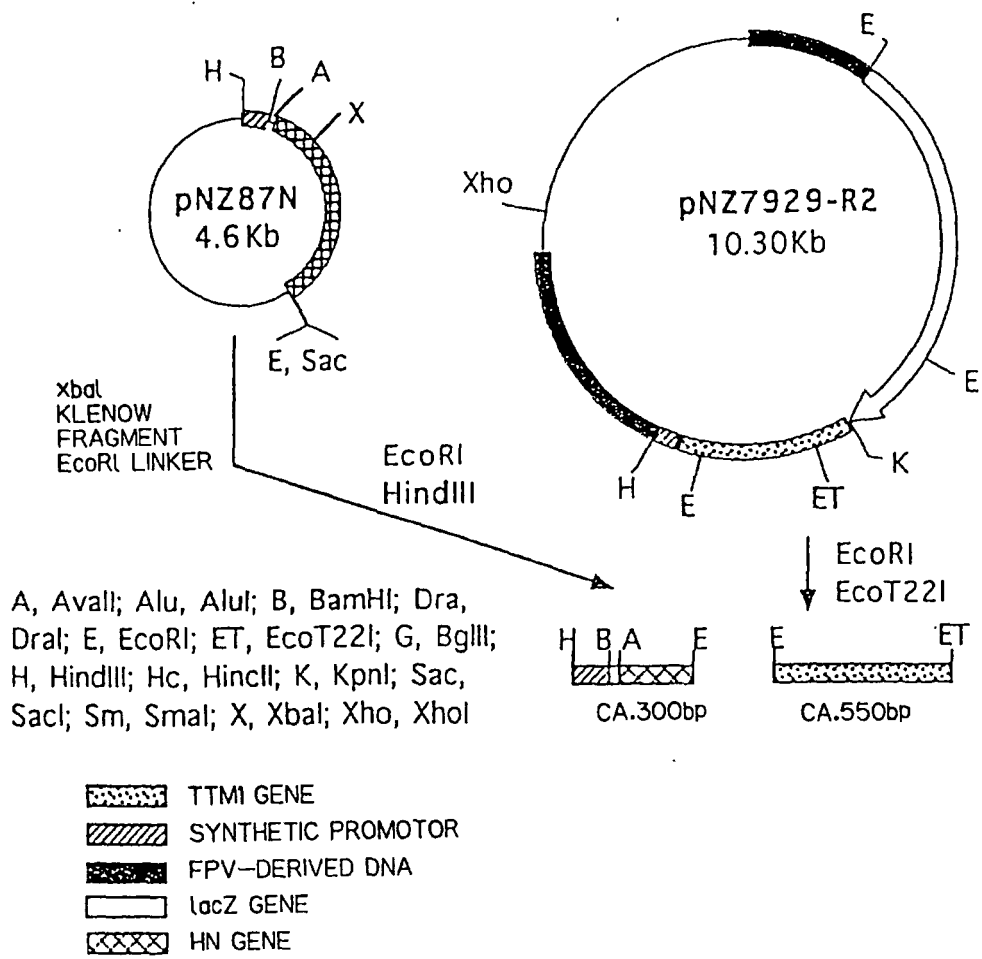 H
B
A
X
pNZ87N
4.6Kb
E, Sac
E
Xho
pNZ7929-R2
10.30Kb
E
K
ET
E
H
XbaI
KLENOW
FRAGMENT
EcoRI LINKER
EcoRI
HindIII
EcoRI
EcoT22I
A, AvaII; Alu, AluI; B, BamHI; Dra,
DraI; E, EcoRI; ET, EcoT22I; G, BglII;
H, HindIII; Hc, HincII; K, KpnI; Sac,
SacI; Sm, SmaI; X, XbaI; Xho, XhoI
H B A E
CA.300bp
E ET
CA.550bp
TTM1 GENE
SYNTHETIC PROMOTOR
FPV-DERIVED DNA
lacZ GENE
HN GENE